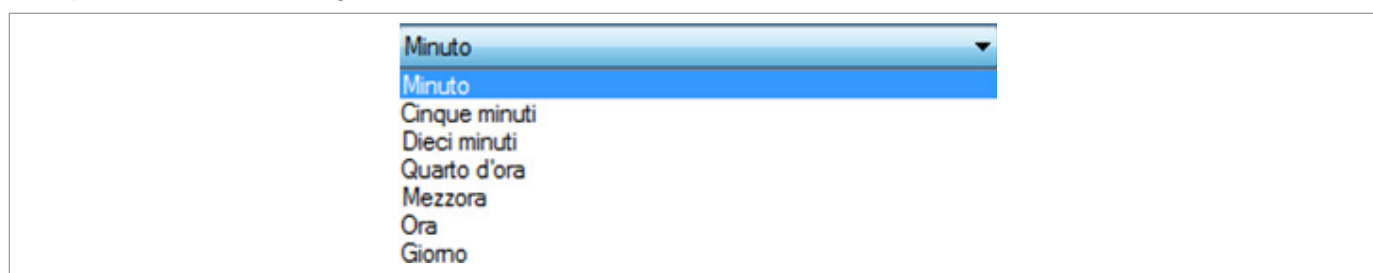 Minuto
Minuto
Cinque minuti
Dieci minuti
Quarto d'ora
Mezzora
Ora
Giorno